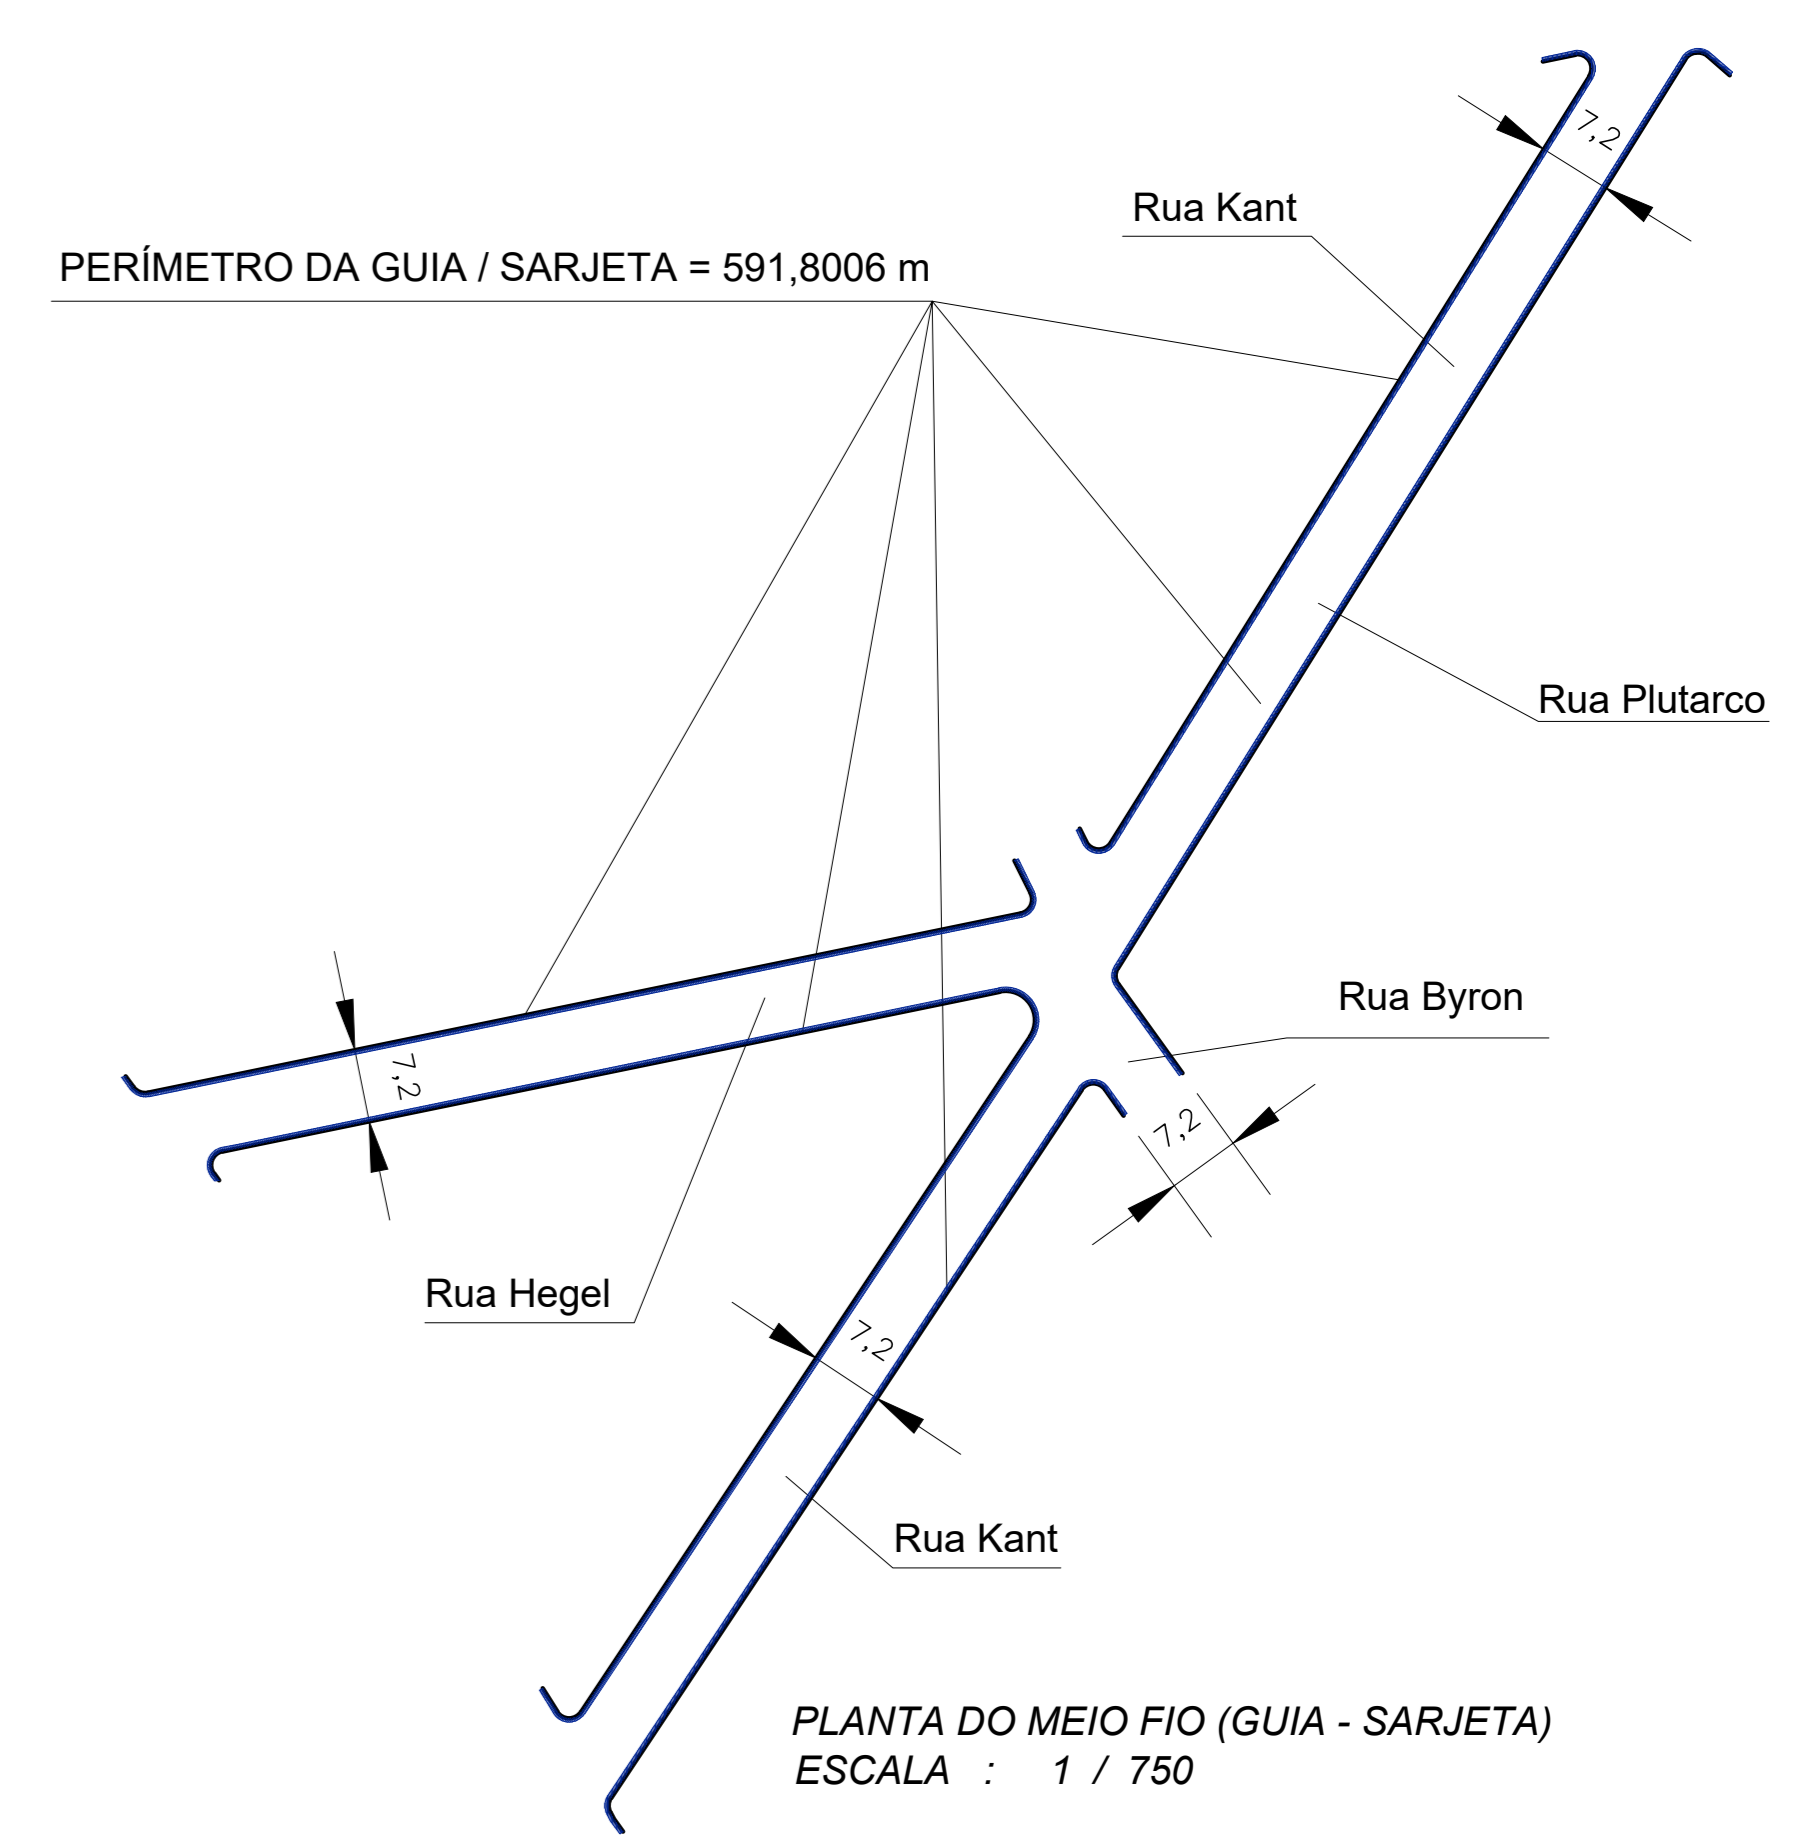 7,2
Rua Kant
PERÍMETRO DA GUIA / SARJETA = 591,8006 m
Rua Plutarco
Rua Byron
7,2
7,2
Rua Hegel
7,2
Rua Kant
PLANTA DO MEIO FIO (GUIA - SARJETA)
ESCALA : 1 / 750